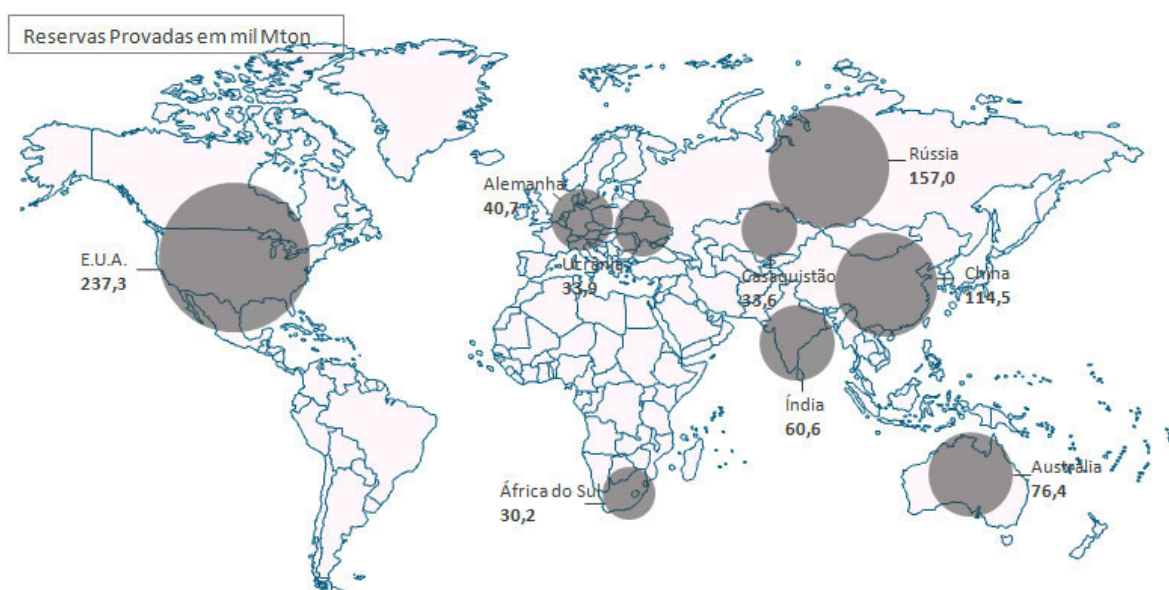 Reservas Provadas em mil Mton
Rússia
157,0
Alemanha
40,7
E.U.A.
237,3
Ucrânia
33,9
Casaquistão
33,6
China
114,5
Índia
60,6
Austrália
76,4
África do Sul
30,2